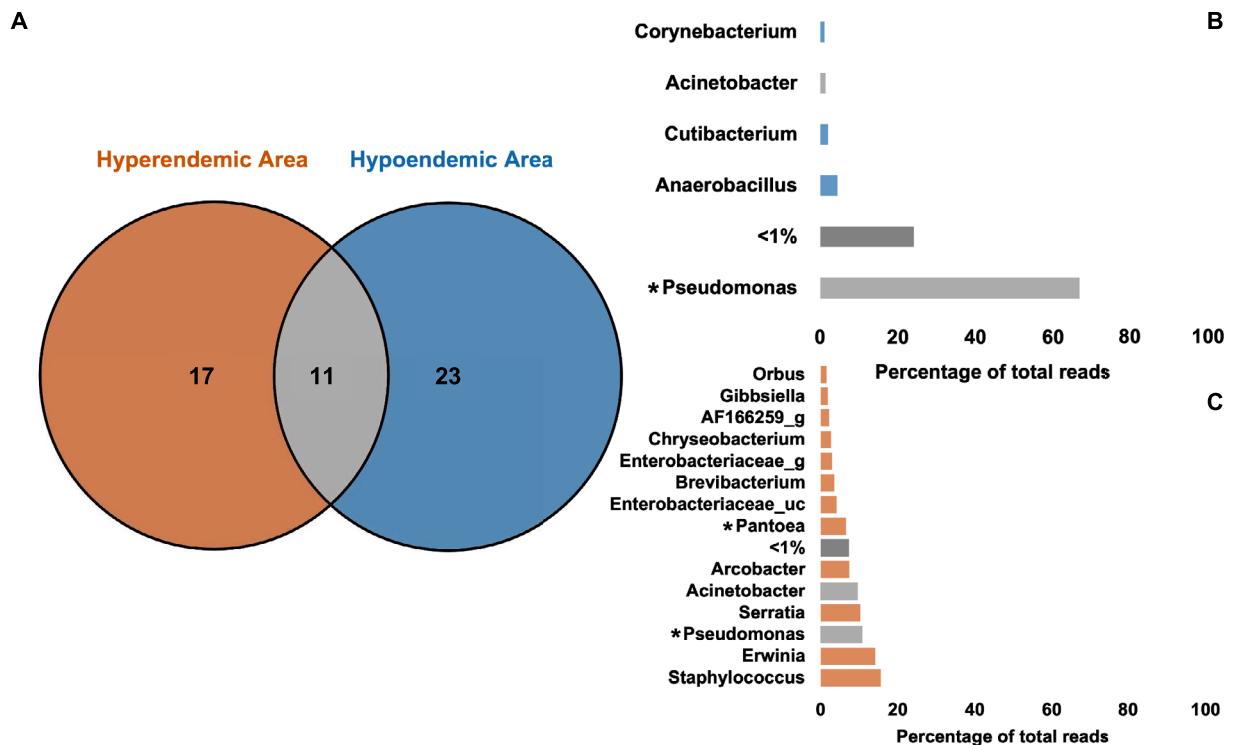 A
Hyperendemic Area
Hypoendemic Area
17
11
23
B
Corynebacterium
Acinetobacter
Cutibacterium
Anaerobacillus
<1%
*Pseudomonas
0 20 40 60 80 100
Percentage of total reads
C
Orbus
Gibbsiella
AF166259_g
Chryseobacterium
Enterobacteriaceae_g
Brevibacterium
Enterobacteriaceae_uc
*Pantoea
<1%
Arcobacter
Acinetobacter
Serratia
*Pseudomonas
Erwinia
Staphylococcus
0 20 40 60 80 100
Percentage of total reads